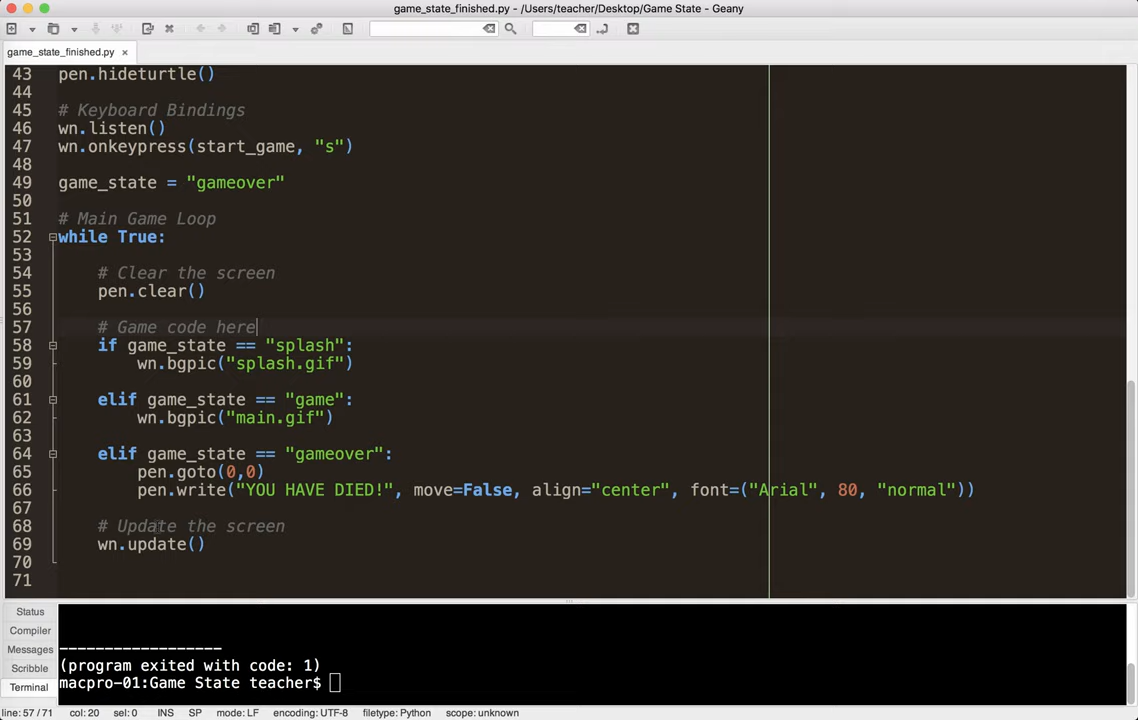 game_state_finished.py - /Users/teacher/Desktop/Game State - Geany
game_state_finished.py ×
43 pen.hideturtle()
44
45 # Keyboard Bindings
46 wn.listen()
47 wn.onkeypress(start_game, "s")
48
49 game_state = "gameover"
50
51 # Main Game Loop
52 while True:
53
54 # Clear the screen
55 pen.clear()
56
57 # Game code here
58 if game_state == "splash":
59 wn.bgpic("splash.gif")
60
61 elif game_state == "game":
62 wn.bgpic("main.gif")
63
64 elif game_state == "gameover":
65 pen.goto(0,0)
66 pen.write("YOU HAVE DIED!", move=False, align="center", font=("Arial", 80, "normal"))
67
68 # Update the screen
69 wn.update()
70
71
Status
Compiler
Messages
Scribble
Terminal
------------------
(program exited with code: 1)
macpro-01:Game State teacher$
line: 57 / 71 col: 20 sel: 0 INS SP mode: LF encoding: UTF-8 filetype: Python scope: unknown